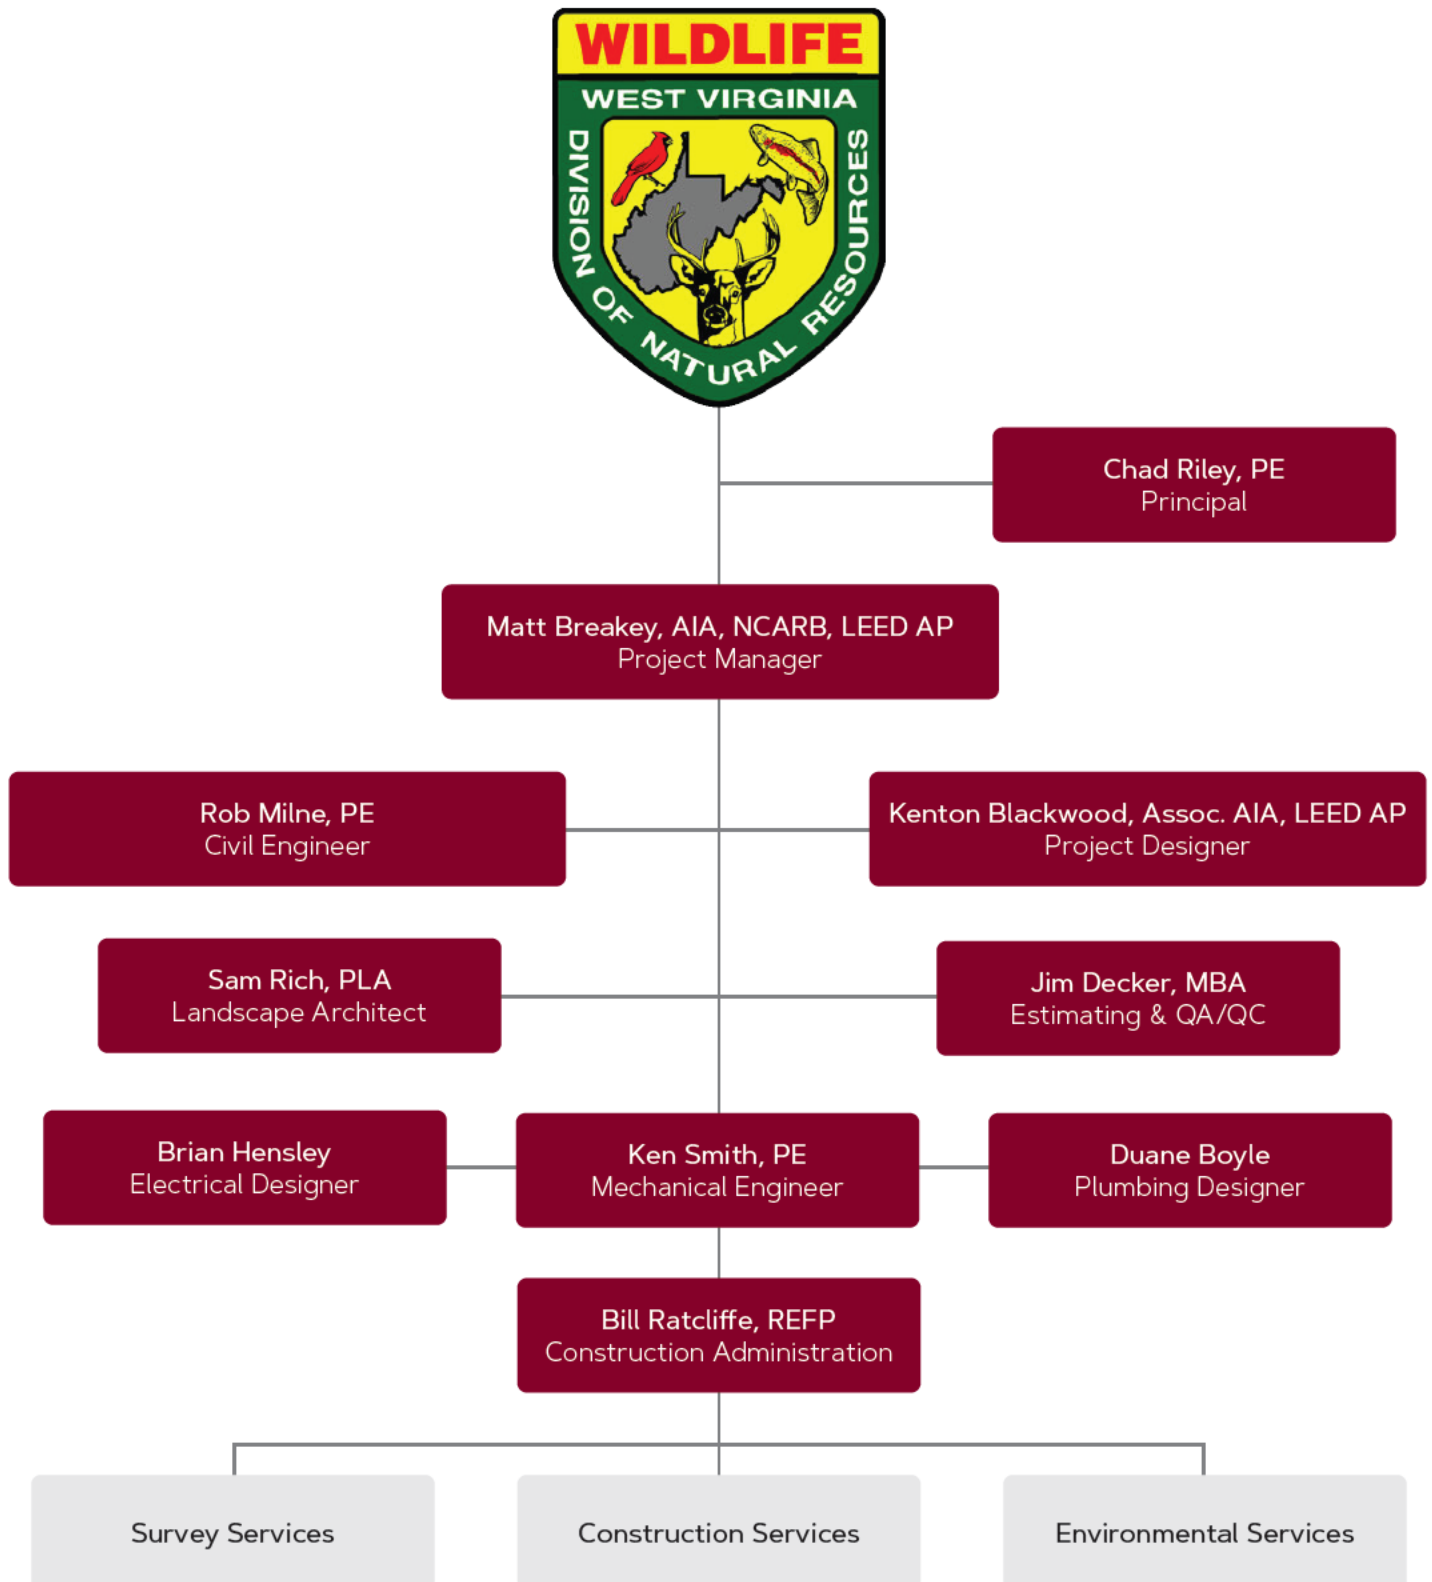 WILDLIFE
WEST VIRGINIA
DIVISION OF NATURAL RESOURCES
Chad Riley, PE
Principal
Matt Breakey, AIA, NCARB, LEED AP
Project Manager
Rob Milne, PE
Civil Engineer
Kenton Blackwood, Assoc. AIA, LEED AP
Project Designer
Sam Rich, PLA
Landscape Architect
Jim Decker, MBA
Estimating & QA/QC
Brian Hensley
Electrical Designer
Ken Smith, PE
Mechanical Engineer
Duane Boyle
Plumbing Designer
Bill Ratcliffe, REFP
Construction Administration
Survey Services
Construction Services
Environmental Services